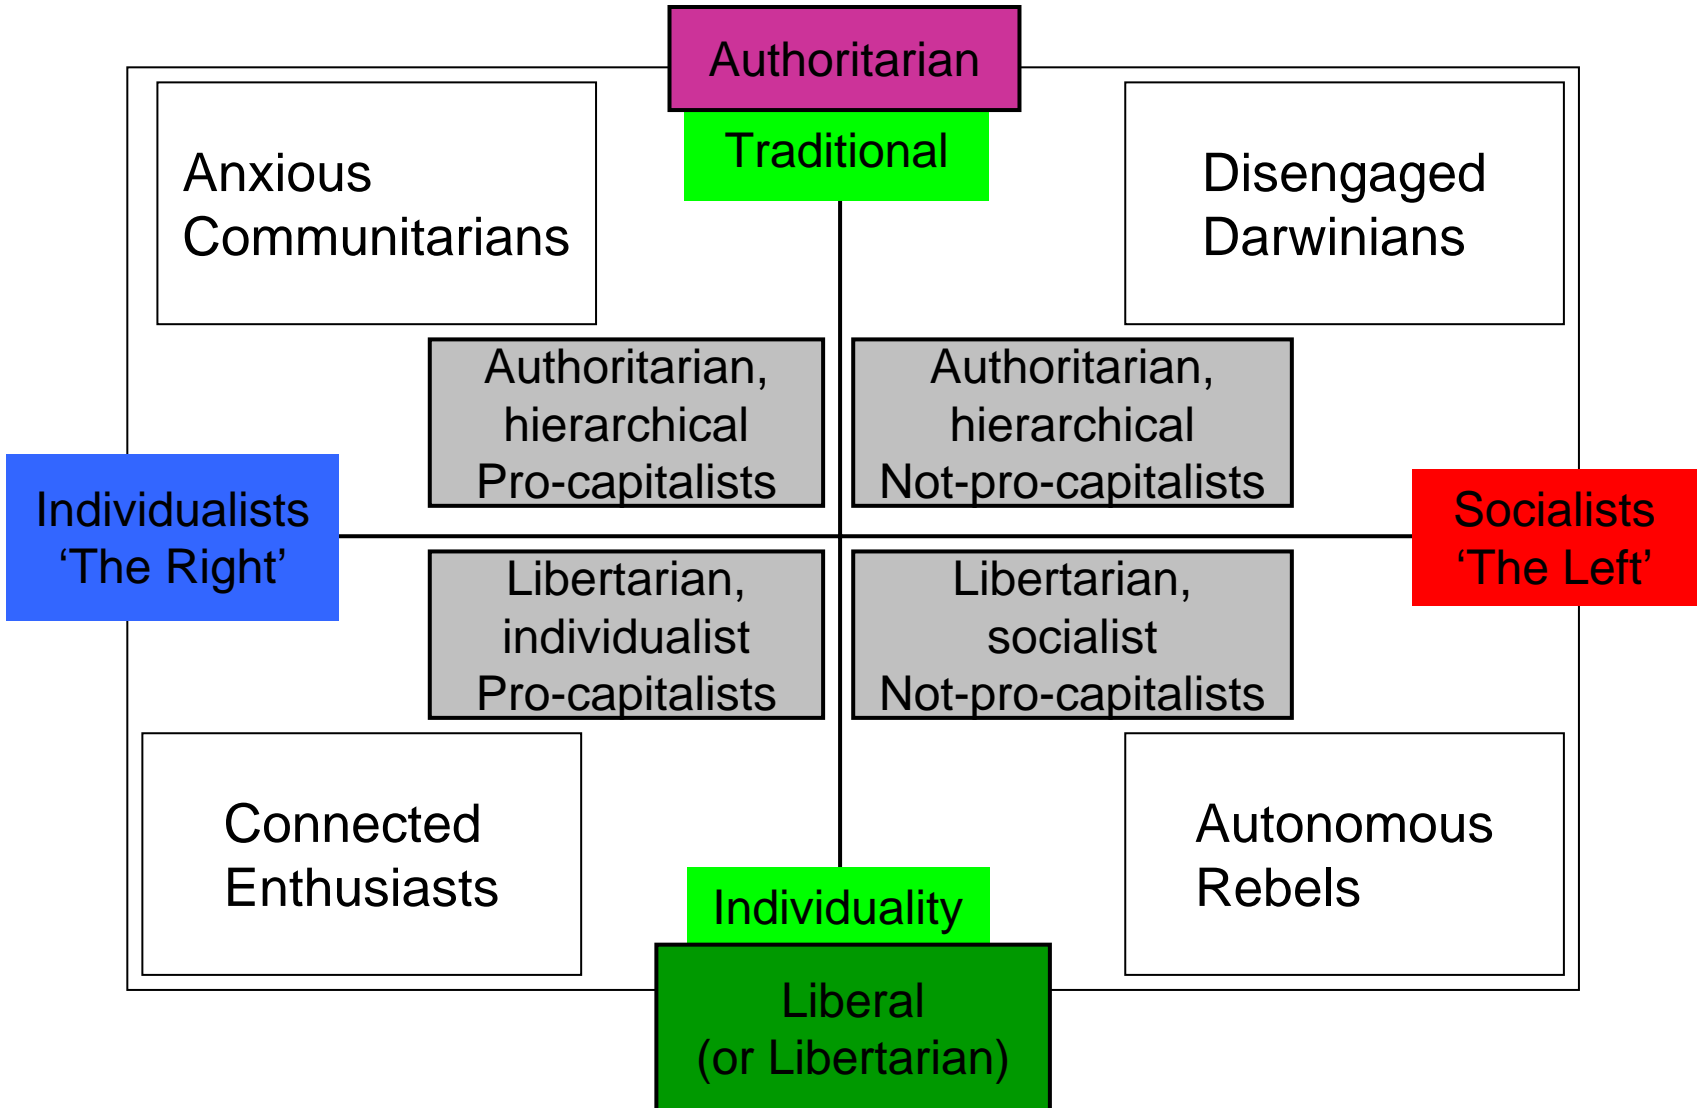 Authoritarian
Traditional
Anxious
Communitarians
Disengaged
Darwinians
Authoritarian,
hierarchical
Pro-capitalists
Authoritarian,
hierarchical
Not-pro-capitalists
Individualists
‘The Right’
Socialists
‘The Left’
Libertarian,
individualist
Pro-capitalists
Libertarian,
socialist
Not-pro-capitalists
Connected
Enthusiasts
Autonomous
Rebels
Individuality
Liberal
(or Libertarian)